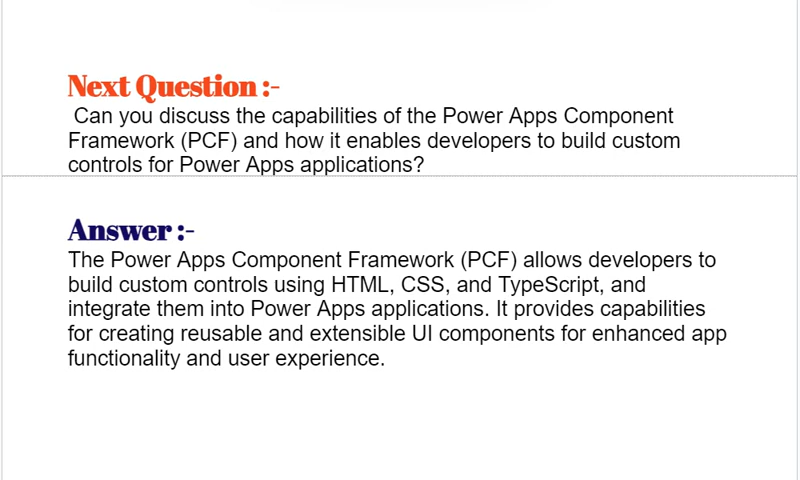 Next Question :-
Can you discuss the capabilities of the Power Apps Component
Framework (PCF) and how it enables developers to build custom
controls for Power Apps applications?
Answer :-
The Power Apps Component Framework (PCF) allows developers to
build custom controls using HTML, CSS, and TypeScript, and
integrate them into Power Apps applications. It provides capabilities
for creating reusable and extensible UI components for enhanced app
functionality and user experience.